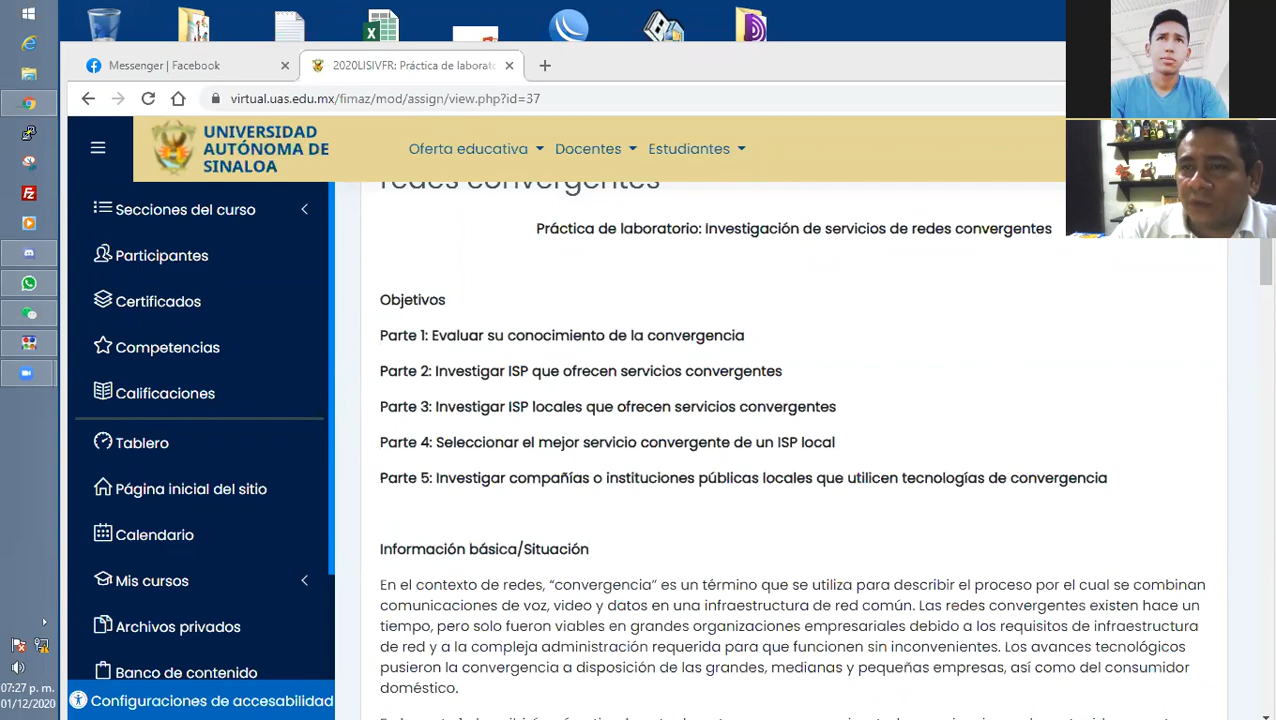 Messenger | Facebook
2020LISIVFR: Práctica de laborato
virtual.uas.edu.mx/fimaz/mod/assign/view.php?id=37
UNIVERSIDAD
AUTÓNOMA DE
SINALOA
Oferta educativa
Docentes
Estudiantes
redes convergentes
Secciones del curso
Participantes
Certificados
Competencias
Calificaciones
Tablero
Página inicial del sitio
Calendario
Mis cursos
Archivos privados
Banco de contenido
Configuraciones de accesabilidad
Práctica de laboratorio: Investigación de servicios de redes convergentes
Objetivos
Parte 1: Evaluar su conocimiento de la convergencia
Parte 2: Investigar ISP que ofrecen servicios convergentes
Parte 3: Investigar ISP locales que ofrecen servicios convergentes
Parte 4: Seleccionar el mejor servicio convergente de un ISP local
Parte 5: Investigar compañías o instituciones públicas locales que utilicen tecnologías de convergencia
Información básica/Situación
En el contexto de redes, “convergencia” es un término que se utiliza para describir el proceso por el cual se combinan
comunicaciones de voz, video y datos en una infraestructura de red común. Las redes convergentes existen hace un
tiempo, pero solo fueron viables en grandes organizaciones empresariales debido a los requisitos de infraestructura
de red y a la compleja administración requerida para que funcionen sin inconvenientes. Los avances tecnológicos
pusieron la convergencia a disposición de las grandes, medianas y pequeñas empresas, así como del consumidor
doméstico.
07:27 p. m.
01/12/2020